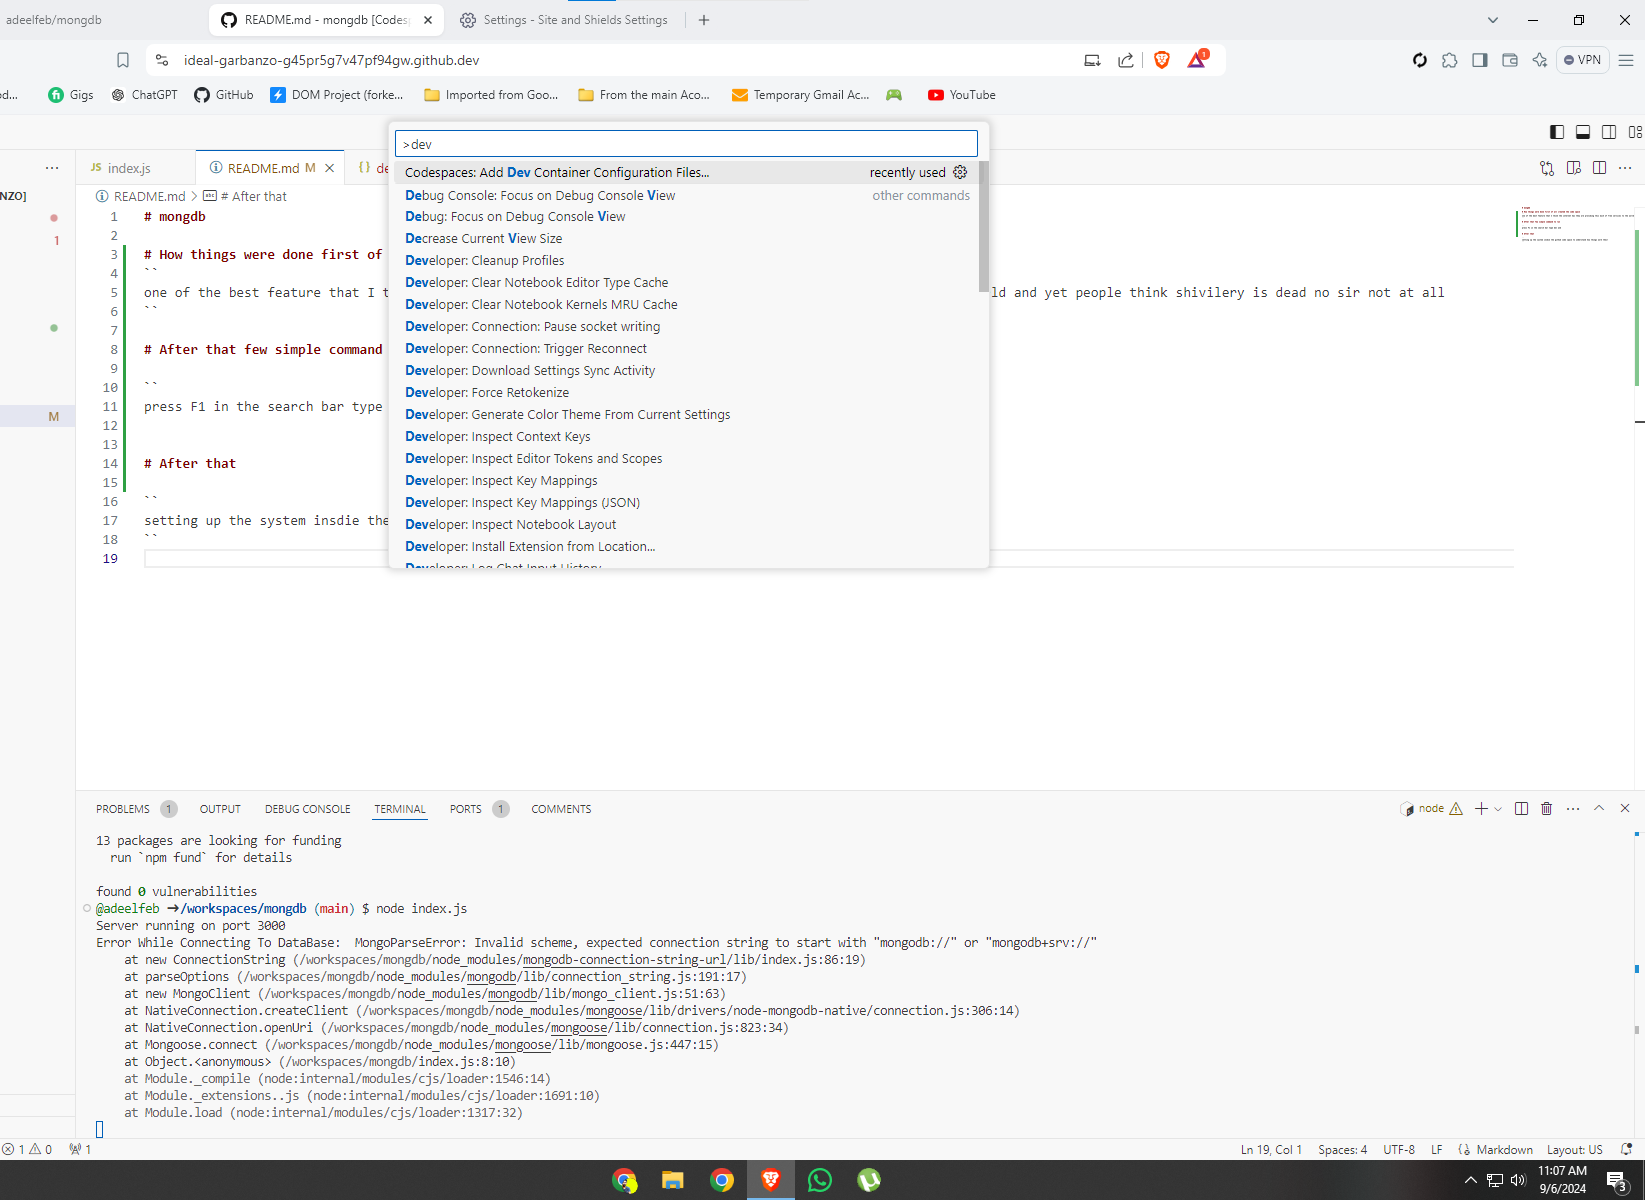 adeelfeb/mongdb
README.md - mongdb [Codesp
Settings - Site and Shields Settings
ideal-garbanzo-g45pr5g7v47pf94gw.github.dev
1
VPN
od...
Gigs
ChatGPT
GitHub
DOM Project (forke...
Imported from Goo...
From the main Aco...
Temporary Gmail Ac...
YouTube
>dev
Codespaces: Add Dev Container Configuration Files...
recently used
Debug Console: Focus on Debug Console View
other commands
Debug: Focus on Debug Console View
Decrease Current View Size
Developer: Cleanup Profiles
Developer: Clear Notebook Editor Type Cache
Developer: Clear Notebook Kernels MRU Cache
Developer: Connection: Pause socket writing
Developer: Connection: Trigger Reconnect
Developer: Download Settings Sync Activity
Developer: Force Retokenize
Developer: Generate Color Theme From Current Settings
Developer: Inspect Context Keys
Developer: Inspect Editor Tokens and Scopes
Developer: Inspect Key Mappings
Developer: Inspect Key Mappings (JSON)
Developer: Inspect Notebook Layout
Developer: Install Extension from Location...
Developer: Log Chat Input History
JS index.js
README.md M
{} de
NZO]
1
M
README.md > # After that
1 # mongdb
2
3 # How things were done first of
4 ``
5 one of the best feature that I t ld and yet people think shivilery is dead no sir not at all
6 ``
7
8 # After that few simple command
9
10 ``
11 press F1 in the search bar type
12
13
14 # After that
15
16 ``
17 setting up the system insdie the
18 ``
19
PROBLEMS 1
OUTPUT
DEBUG CONSOLE
TERMINAL
PORTS 1
COMMENTS
node
13 packages are looking for funding
run `npm fund` for details
found 0 vulnerabilities
@adeelfeb ➜/workspaces/mongdb (main) $ node index.js
Server running on port 3000
Error While Connecting To DataBase:  MongoParseError: Invalid scheme, expected connection string to start with "mongodb://" or "mongodb+srv://"
at new ConnectionString (/workspaces/mongdb/node_modules/mongodb-connection-string-url/lib/index.js:86:19)
at parseOptions (/workspaces/mongdb/node_modules/mongodb/lib/connection_string.js:191:17)
at new MongoClient (/workspaces/mongdb/node_modules/mongodb/lib/mongo_client.js:51:63)
at NativeConnection.createClient (/workspaces/mongdb/node_modules/mongoose/lib/drivers/node-mongodb-native/connection.js:306:14)
at NativeConnection.openUri (/workspaces/mongdb/node_modules/mongoose/lib/connection.js:823:34)
at Mongoose.connect (/workspaces/mongdb/node_modules/mongoose/lib/mongoose.js:447:15)
at Object.<anonymous> (/workspaces/mongdb/index.js:8:10)
at Module._compile (node:internal/modules/cjs/loader:1546:14)
at Module._extensions..js (node:internal/modules/cjs/loader:1691:10)
at Module.load (node:internal/modules/cjs/loader:1317:32)
1 0
1
Ln 19, Col 1
Spaces: 4
UTF-8
LF
Markdown
Layout: US
11:07 AM
9/6/2024
3